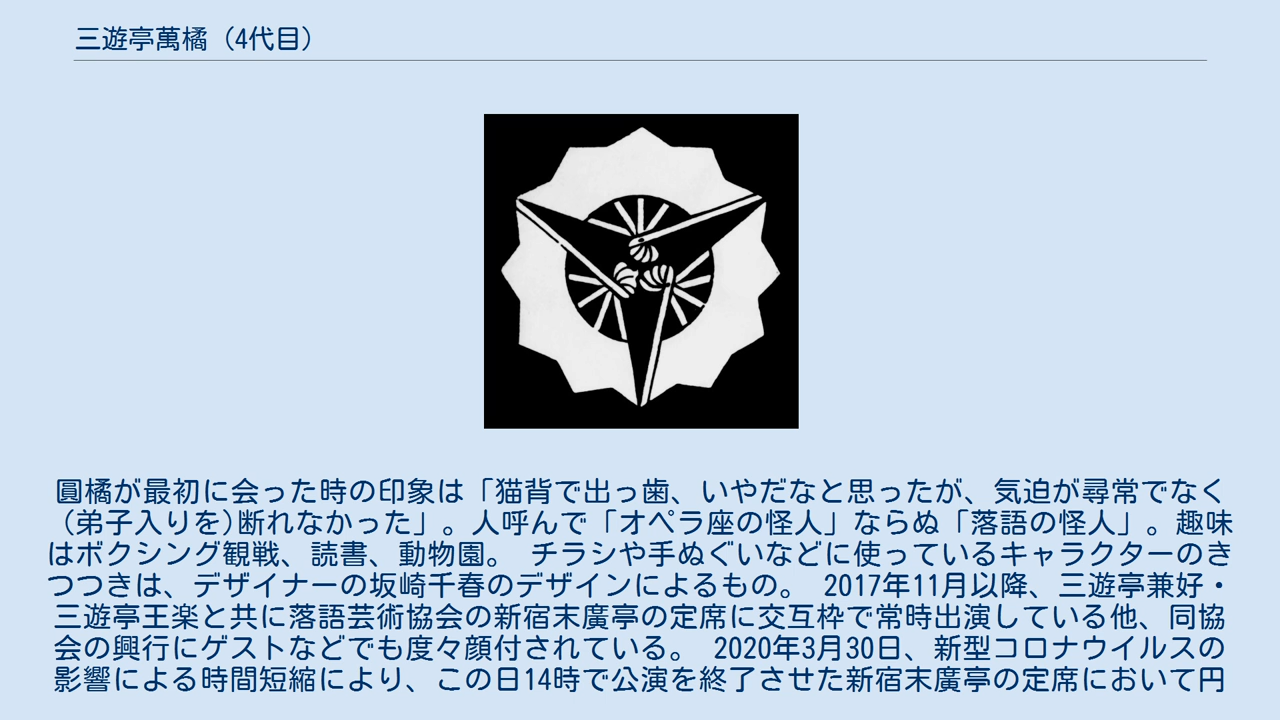 三遊亭萬橘（4代目）
圓橘が最初に会った時の印象は「猫背で出っ歯、いやだなと思ったが、気迫が尋常でなく
（弟子入りを)断れなかった」。人呼んで「オペラ座の怪人」ならぬ「落語の怪人」。趣味
はボクシング観戦、読書、動物園。 チラシや手ぬぐいなどに使っているキャラクターのき
つつきは、デザイナーの坂崎千春のデザインによるもの。 2017年11月以降、三遊亭兼好・
三遊亭王楽と共に落語芸術協会の新宿末廣亭の定席に交互枠で常時出演している他、同協
会の興行にゲストなどでも度々顔付されている。 2020年3月30日、新型コロナウイルスの
影響による時間短縮により、この日14時で公演を終了させた新宿末廣亭の定席において円